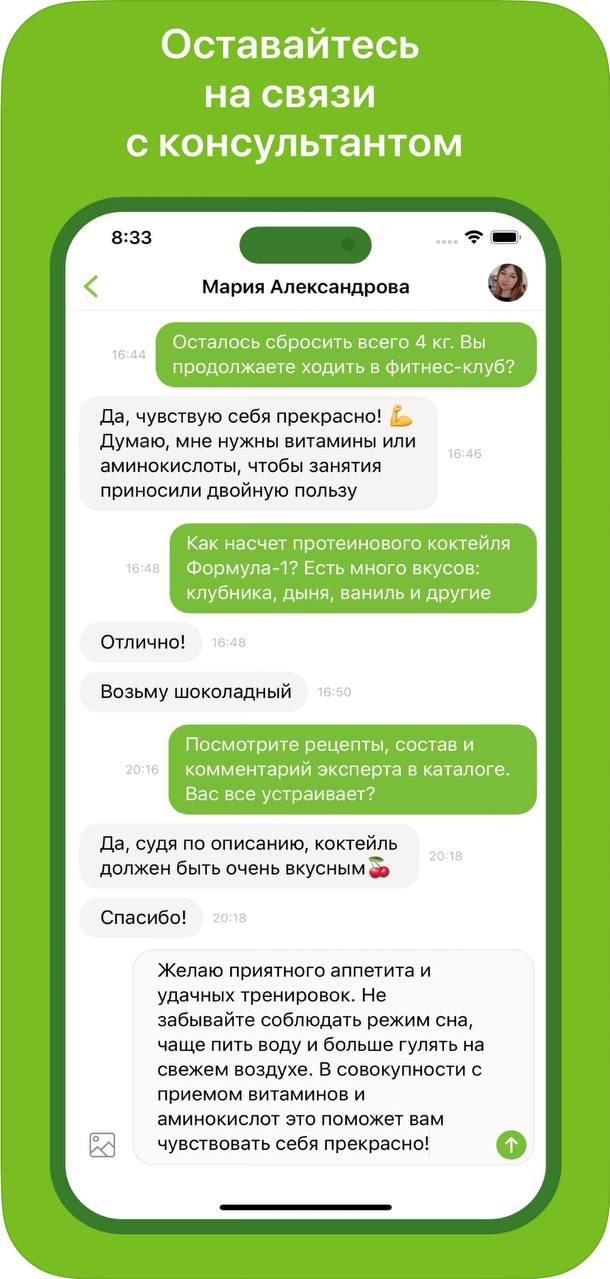 Оставайтесь
на связи
с консультантом
8:33
Мария Александрова
Осталось сбросить всего 4 кг. Вы
продолжаете ходить в фитнес-клуб?
16:44
Да, чувствую себя прекрасно! 💪
Думаю, мне нужны витамины или
аминокислоты, чтобы занятия
приносили двойную пользу
16:46
Как насчет протеинового коктейля
Формула-1? Есть много вкусов:
клубника, дыня, ваниль и другие
16:48
Отлично!
16:48
Возьму шоколадный
16:50
Посмотрите рецепты, состав и
комментарий эксперта в каталоге.
Вас все устраивает?
20:16
Да, судя по описанию, коктейль
должен быть очень вкусным🍒
20:18
Спасибо!
20:18
Желаю приятного аппетита и
удачных тренировок. Не
забывайте соблюдать режим сна,
чаще пить воду и больше гулять на
свежем воздухе. В совокупности с
приемом витаминов и
аминокислот это поможет вам
чувствовать себя прекрасно!